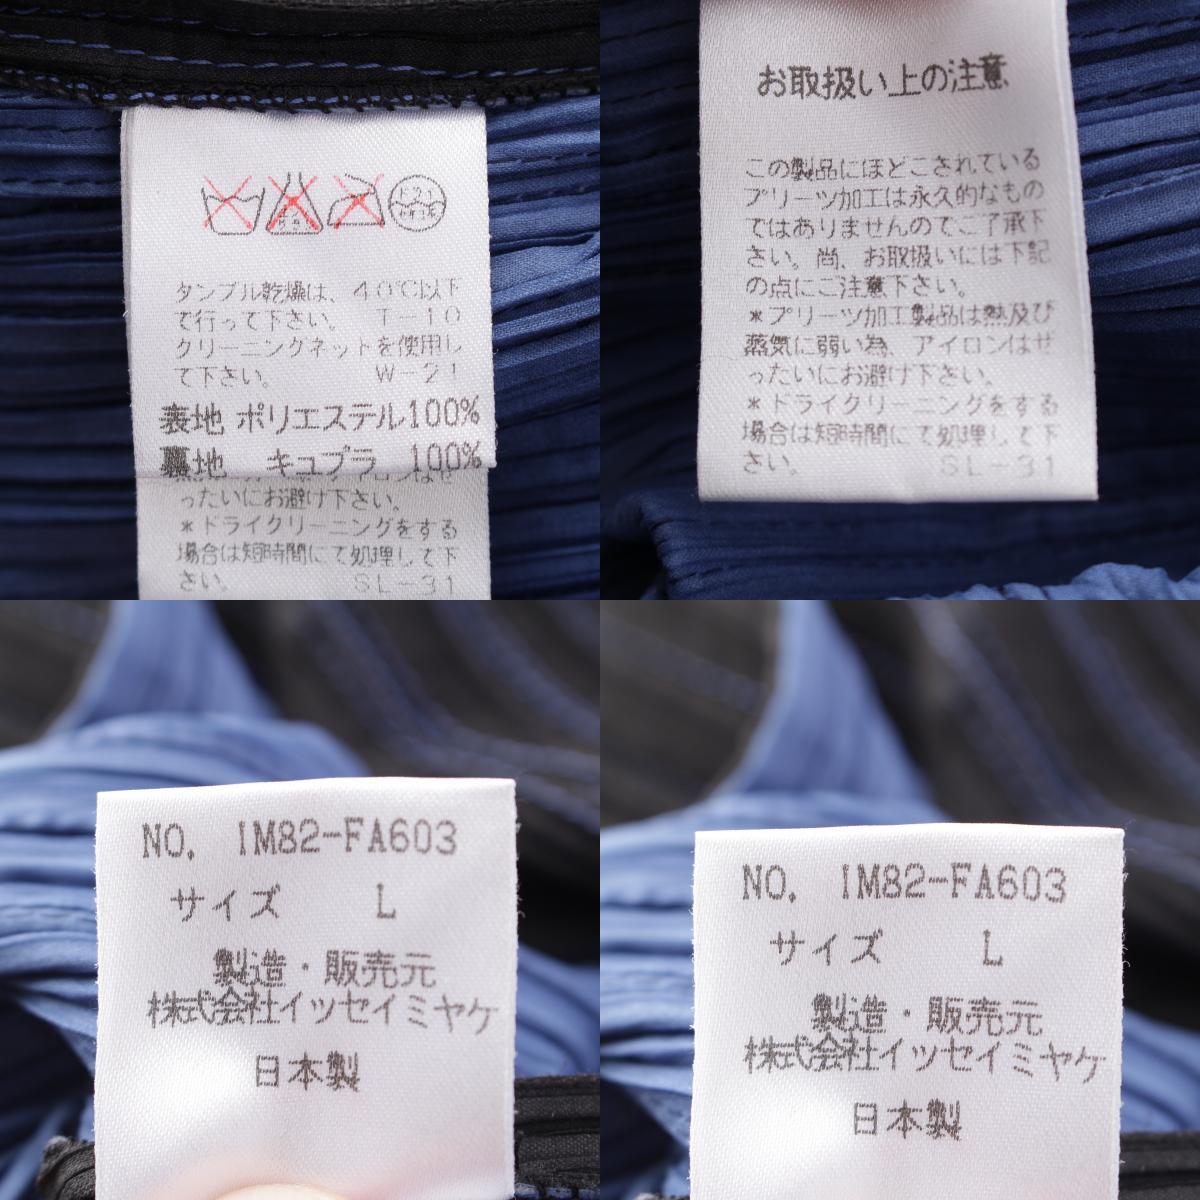 ドライ
セキユ系
エンソサラシ
タンブル乾燥は、40℃以下
で行って下さい。 T-10
クリーニングネットを使用し
て下さい。 W-21
表地 ポリエステル100%
裏地 キュプラ 100%
ったいにお避け下さい。
*ドライクリーニングをする
場合は短時間にて処理して下
さい。 SL-31
お取扱い上の注意
この製品にほどこされている
プリーツ加工は永久的なもの
ではありませんのでご了承下
さい。尚、お取扱いには下記
の点にご注意下さい。
*プリーツ加工製品は熱及び
蒸気に弱い為、アイロンはぜ
ったいにお避け下さい。
*ドライクリーニングをする
場合は短時間にて処理して下
さい。 SL-31
NO. IM82-FA603
サイズ L
製造・販売元
株式会社イッセイミヤケ
日本製
NO. IM82-FA603
サイズ L
製造・販売元
株式会社イッセイミヤケ
日本製